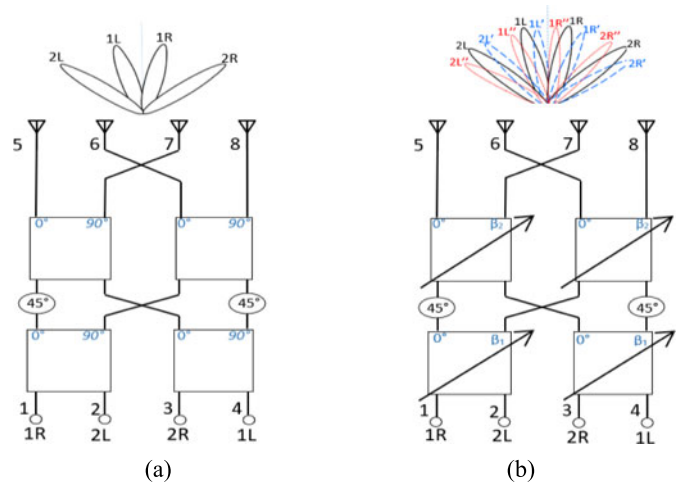 2L 1L 1R 2R
5 6 7 8
0° 90° 0° 90°
45° 45°
0° 90° 0° 90°
1 2 3 4
1R 2L 2R 1L
(a)
2L'' 2L 2L' 1L'' 1L 1L' 1R'' 1R 1R' 2R'' 2R 2R'
5 6 7 8
0° β₂ 0° β₂
45° 45°
0° β₁ 0° β₁
1 2 3 4
1R 2L 2R 1L
(b)